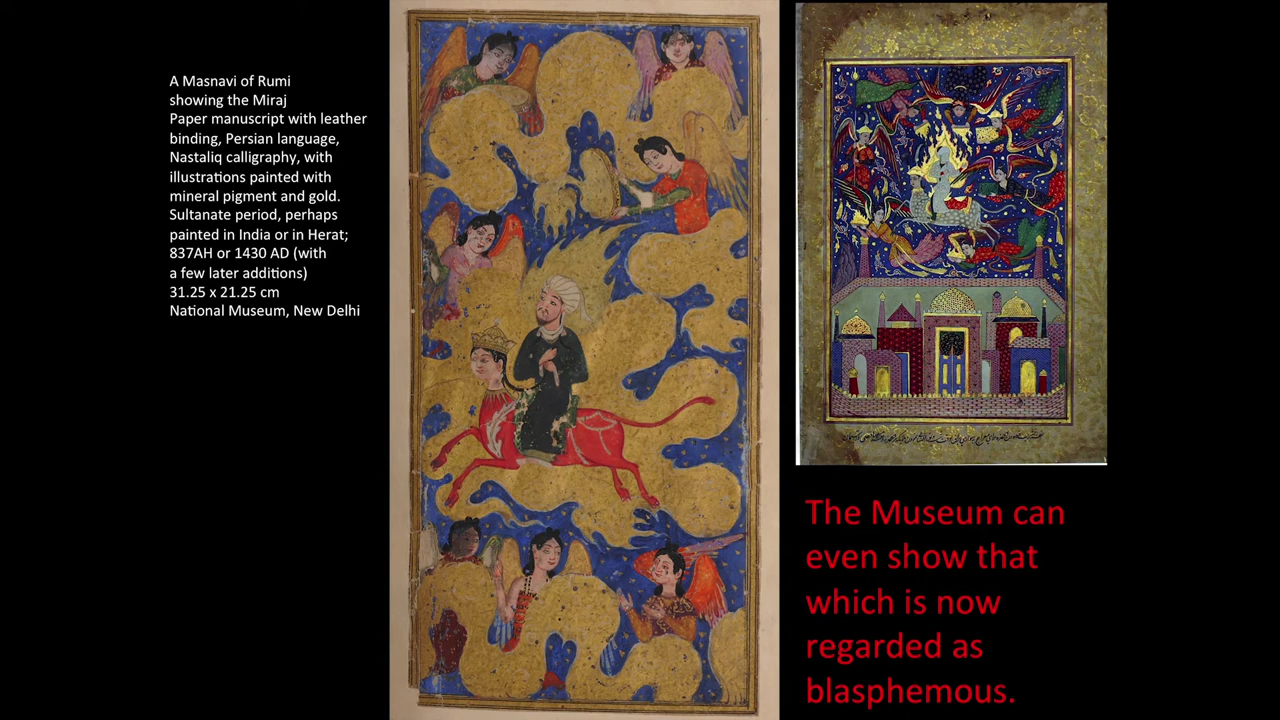 A Masnavi of Rumi
showing the Miraj
Paper manuscript with leather
binding, Persian language,
Nastaliq calligraphy, with
illustrations painted with
mineral pigment and gold.
Sultanate period, perhaps
painted in India or in Herat;
837AH or 1430 AD (with
a few later additions)
31.25 x 21.25 cm
National Museum, New Delhi
The Museum can
even show that
which is now
regarded as
blasphemous.